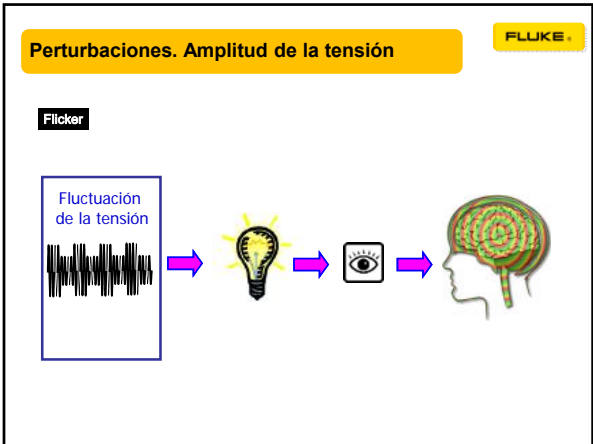 Perturbaciones. Amplitud de la tensión
FLUKE®
Flicker
Fluctuación
de la tensión